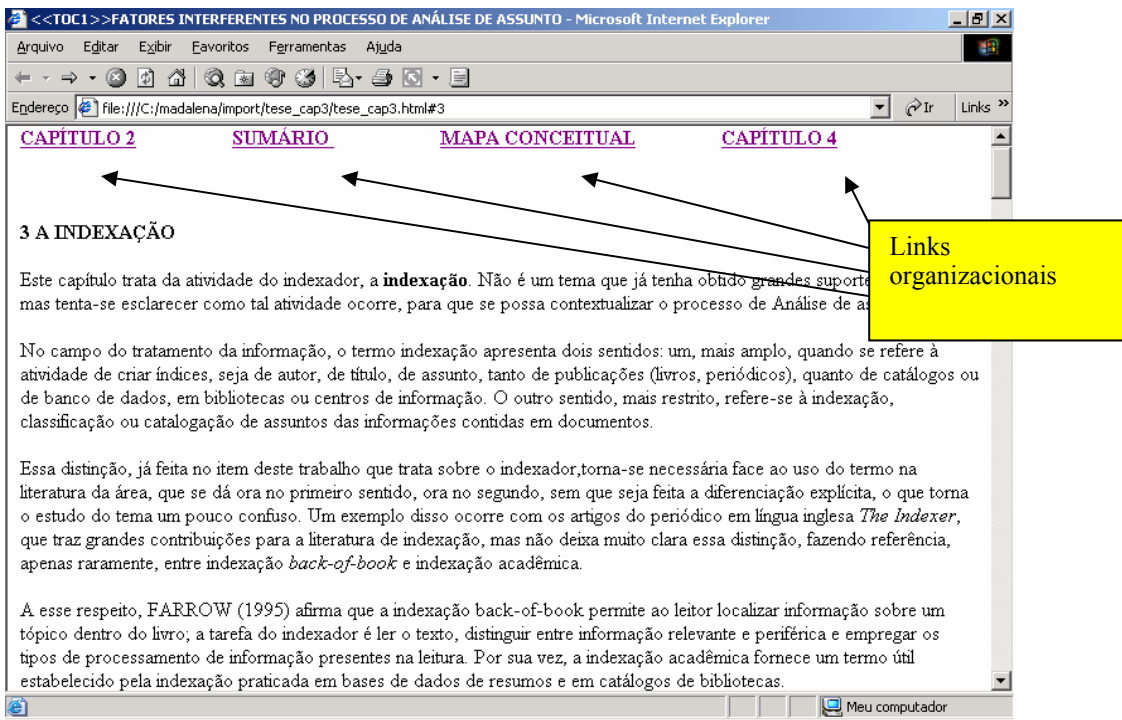 <<TOC1>>FATORES INTERFERENTES NO PROCESSO DE ANÁLISE DE ASSUNTO - Microsoft Internet Explorer
Arquivo Editar Exibir Favoritos Ferramentas Ajuda
Endereço file:///C:/madalena/import/tese_cap3/tese_cap3.html#3 Ir Links »
CAPÍTULO 2 SUMÁRIO MAPA CONCEITUAL CAPÍTULO 4
Links
organizacionais
3 A INDEXAÇÃO
Este capítulo trata da atividade do indexador, a indexação. Não é um tema que já tenha obtido grandes suporte
mas tenta-se esclarecer como tal atividade ocorre, para que se possa contextualizar o processo de Análise de as
No campo do tratamento da informação, o termo indexação apresenta dois sentidos: um, mais amplo, quando se refere à
atividade de criar índices, seja de autor, de título, de assunto, tanto de publicações (livros, periódicos), quanto de catálogos ou
de banco de dados, em bibliotecas ou centros de informação. O outro sentido, mais restrito, refere-se à indexação,
classificação ou catalogação de assuntos das informações contidas em documentos.
Essa distinção, já feita no item deste trabalho que trata sobre o indexador,torna-se necessária face ao uso do termo na
literatura da área, que se dá ora no primeiro sentido, ora no segundo, sem que seja feita a diferenciação explícita, o que torna
o estudo do tema um pouco confuso. Um exemplo disso ocorre com os artigos do periódico em língua inglesa The Indexer,
que traz grandes contribuições para a literatura de indexação, mas não deixa muito clara essa distinção, fazendo referência,
apenas raramente, entre indexação back-of-book e indexação acadêmica.
A esse respeito, FARROW (1995) afirma que a indexação back-of-book permite ao leitor localizar informação sobre um
tópico dentro do livro; a tarefa do indexador é ler o texto, distinguir entre informação relevante e periférica e empregar os
tipos de processamento de informação presentes na leitura. Por sua vez, a indexação acadêmica fornece um termo útil
estabelecido pela indexação praticada em bases de dados de resumos e em catálogos de bibliotecas.
Meu computador